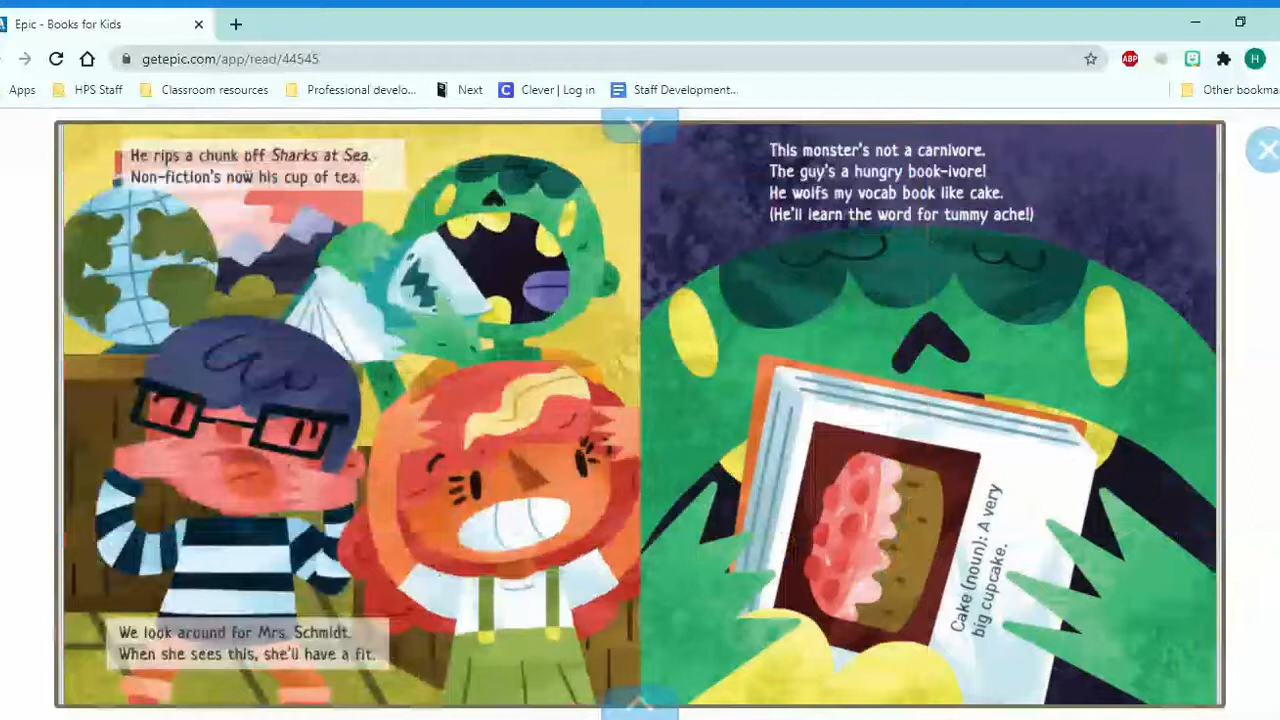 Epic - Books for Kids
getepic.com/app/read/44545
ABP
H
Apps
HPS Staff
Classroom resources
Professional develo...
Next
C
Clever | Log in
Staff Development...
Other bookma
He rips a chunk off Sharks at Sea.
Non-fiction's now his cup of tea.
We look around for Mrs. Schmidt.
When she sees this, she'll have a fit.
This monster's not a carnivore.
The guy's a hungry book-ivore!
He wolfs my vocab book like cake.
(He'll learn the word for tummy ache!)
Cake (noun): A very
big cupcake.